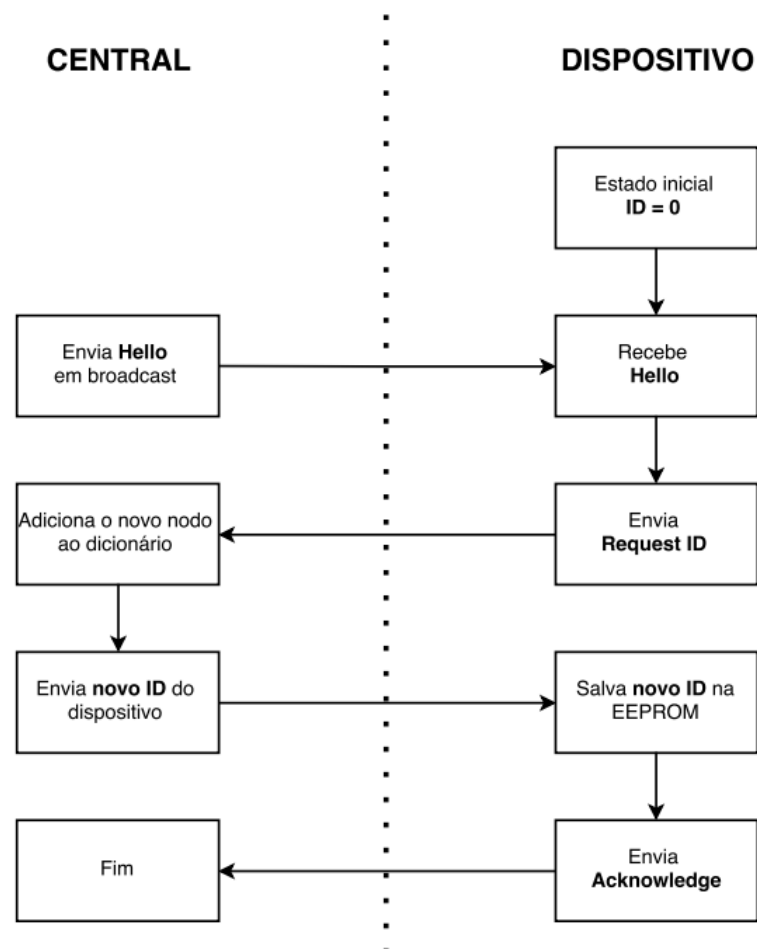 CENTRAL
DISPOSITIVO
Estado inicial
ID = 0
Envia Hello
em broadcast
Recebe
Hello
Adiciona o novo nodo
ao dicionário
Envia
Request ID
Envia novo ID do
dispositivo
Salva novo ID na
EEPROM
Fim
Envia
Acknowledge